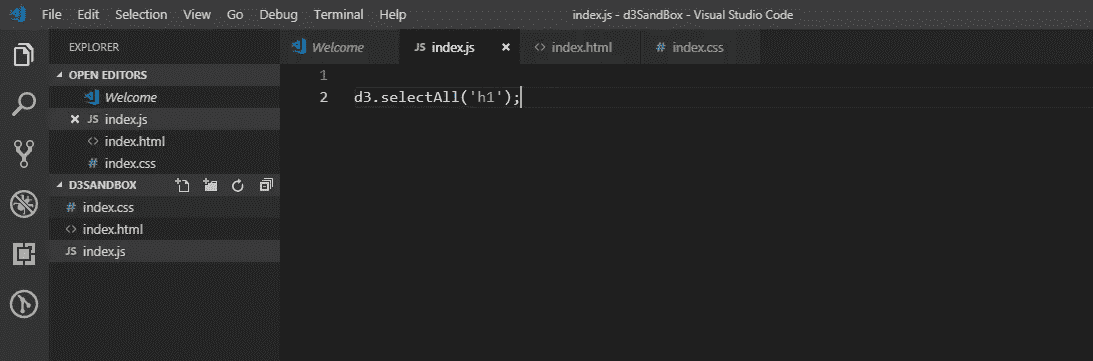 File Edit Selection View Go Debug Terminal Help
index.js - d3SandBox - Visual Studio Code
EXPLORER
OPEN EDITORS
Welcome
JS index.js
<> index.html
# index.css
D3SANDBOX
# index.css
<> index.html
JS index.js
Welcome
JS index.js
<> index.html
# index.css
1
2 d3.selectAll('h1');